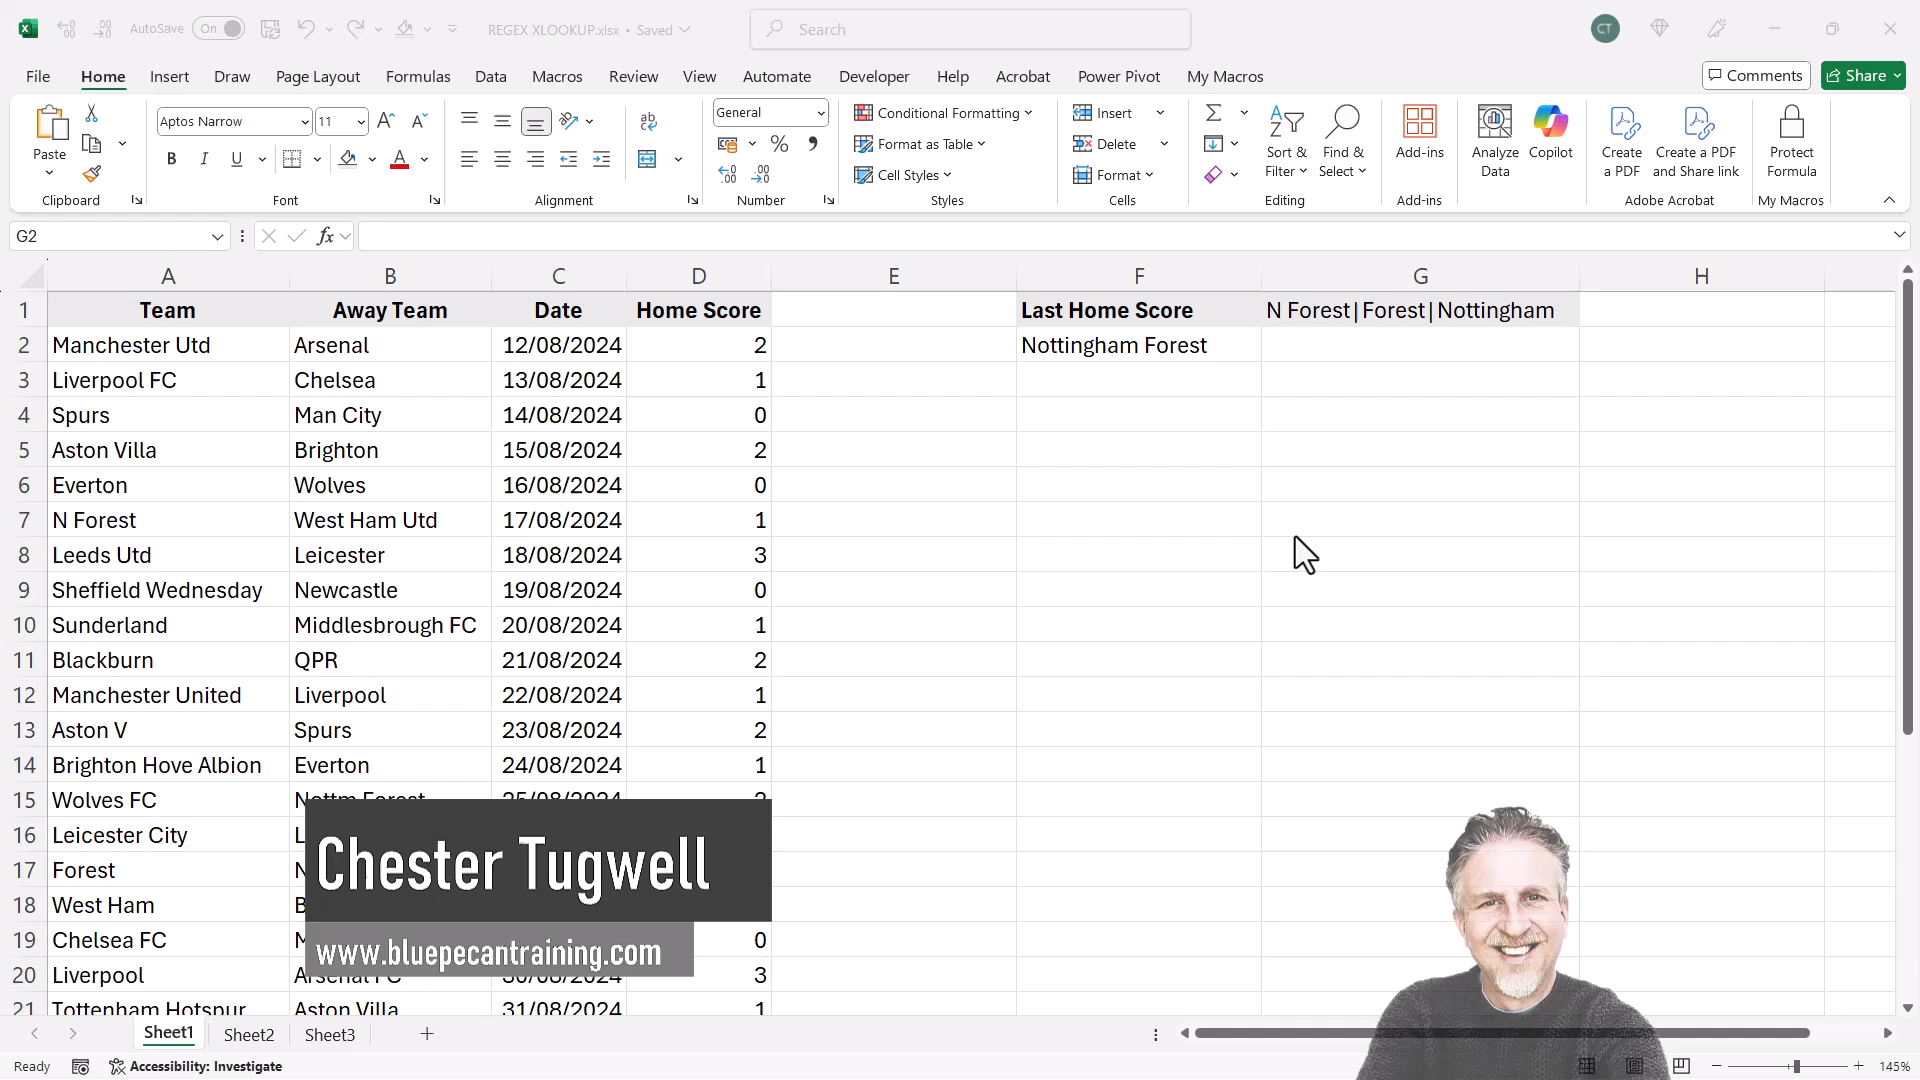 AutoSave On REGEX XLOOKUP.xlsx • Saved Search CT
File Home Insert Draw Page Layout Formulas Data Macros Review View Automate Developer Help Acrobat Power Pivot My Macros Comments Share
Paste Aptos Narrow 11 General Conditional Formatting Format as Table Cell Styles Insert Delete Format Sort & Filter Find & Select Add-ins Analyze Data Copilot Create a PDF Create a PDF and Share link Protect Formula
B I U A % ab
Clipboard Font Alignment Number Styles Cells Editing Add-ins Adobe Acrobat My Macros
G2 fx
A B C D E F G H
1 Team Away Team Date Home Score Last Home Score N Forest|Forest|Nottingham
2 Manchester Utd Arsenal 12/08/2024 2 Nottingham Forest
3 Liverpool FC Chelsea 13/08/2024 1
4 Spurs Man City 14/08/2024 0
5 Aston Villa Brighton 15/08/2024 2
6 Everton Wolves 16/08/2024 0
7 N Forest West Ham Utd 17/08/2024 1
8 Leeds Utd Leicester 18/08/2024 3
9 Sheffield Wednesday Newcastle 19/08/2024 0
10 Sunderland Middlesbrough FC 20/08/2024 1
11 Blackburn QPR 21/08/2024 2
12 Manchester United Liverpool 22/08/2024 1
13 Aston V Spurs 23/08/2024 2
14 Brighton Hove Albion Everton 24/08/2024 1
15 Wolves FC Nottm Forest 25/08/2024
16 Leicester City L
17 Forest N
18 West Ham B
19 Chelsea FC M 0
20 Liverpool Arsenal FC 30/08/2024 3
21 Tottenham Hotspur Aston Villa 31/08/2024 1
Chester Tugwell
www.bluepecantraining.com
Sheet1 Sheet2 Sheet3
Ready Accessibility: Investigate 145%